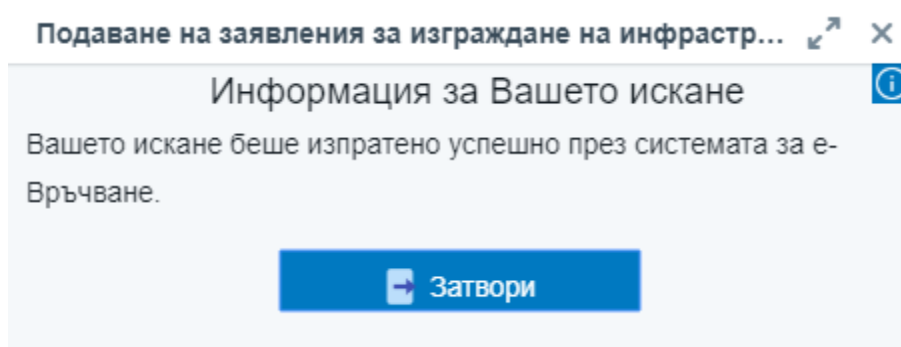 Подаване на заявления за изграждане на инфрастр...
Информация за Вашето искане
Вашето искане беше изпратено успешно през системата за е-
Връчване.
Затвори